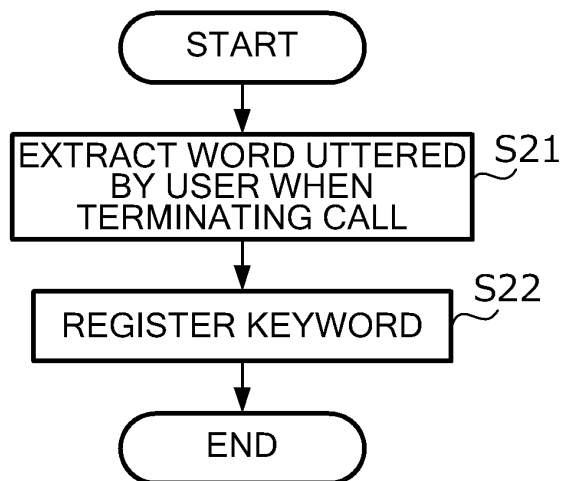 START
EXTRACT WORD UTTERED
BY USER WHEN
TERMINATING CALL
S21
REGISTER KEYWORD
S22
END